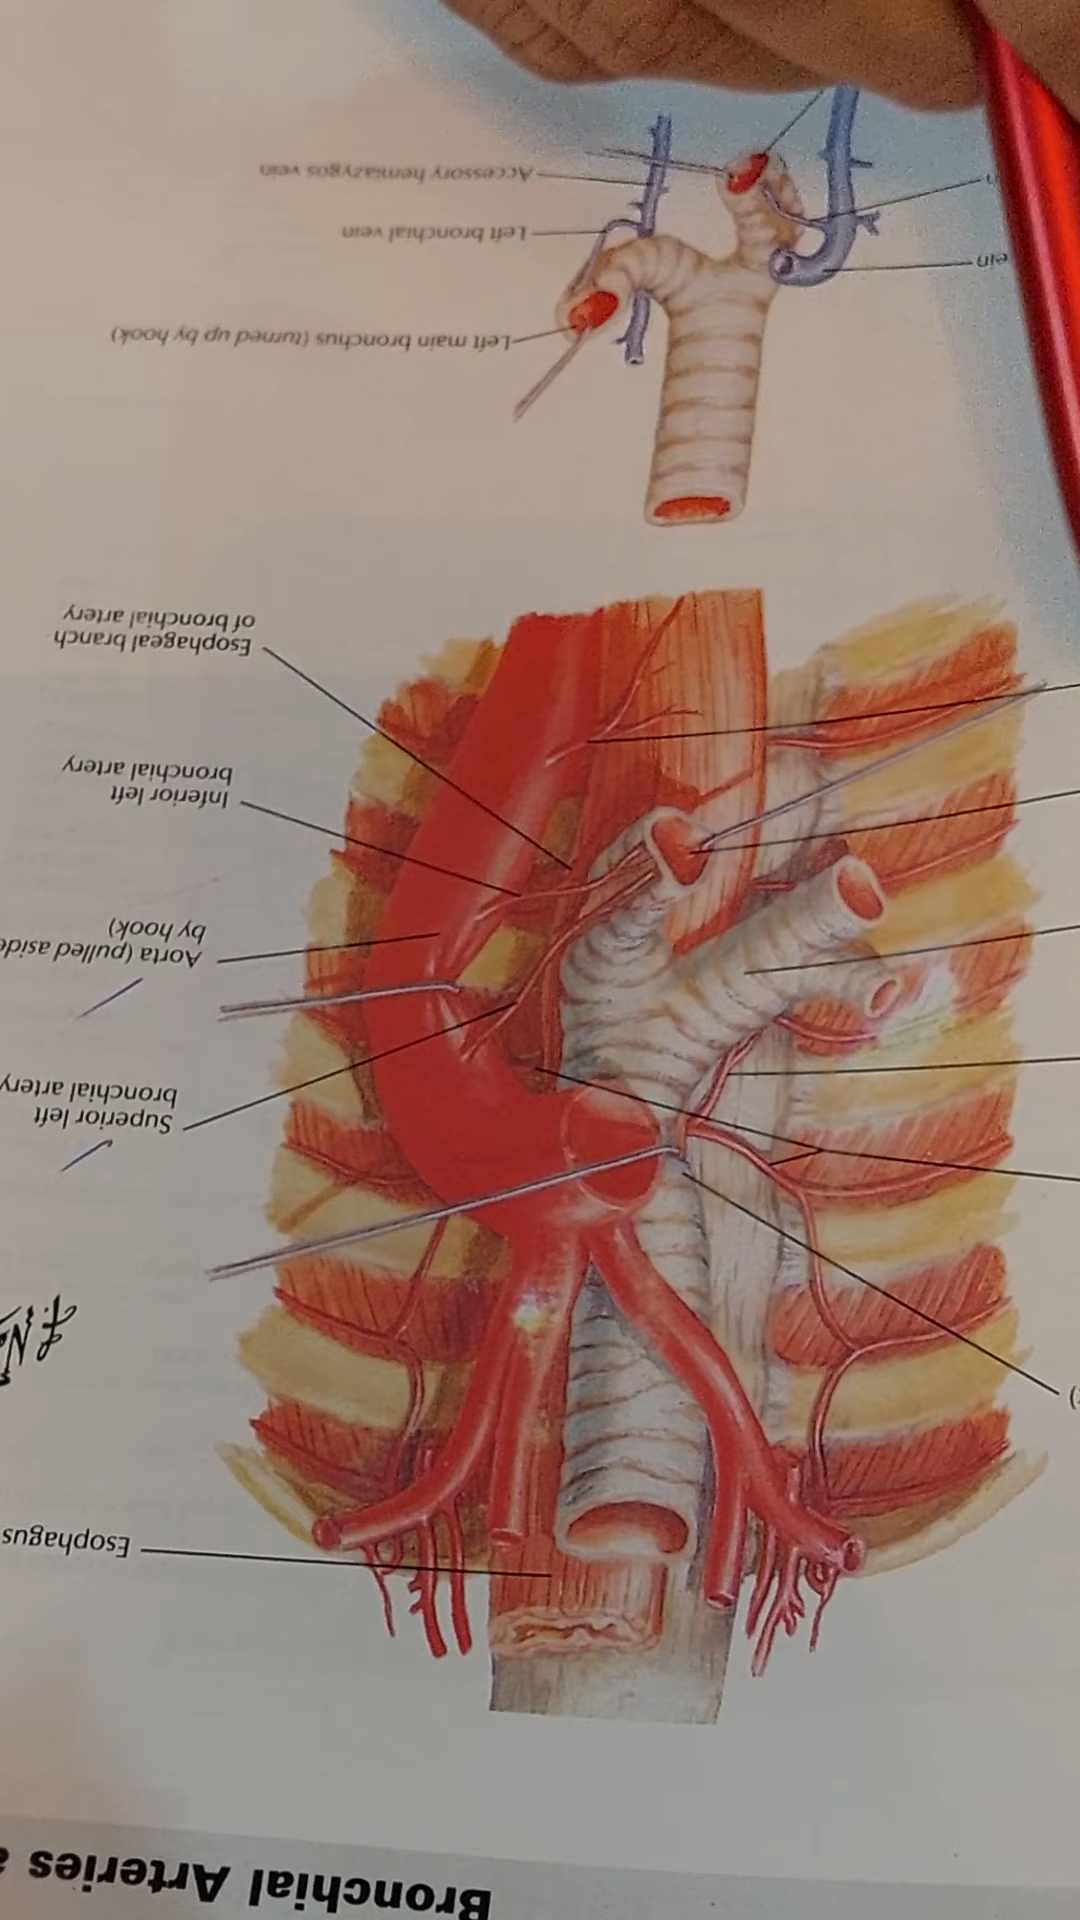 Bronchial Arteries
Esophagus
Superior left
bronchial artery
Aorta (pulled aside
by hook)
Inferior left
bronchial artery
Esophageal branch
of bronchial artery
Left main bronchus (turned up by hook)
Left bronchial vein
Accessory hemiazygos vein
ein